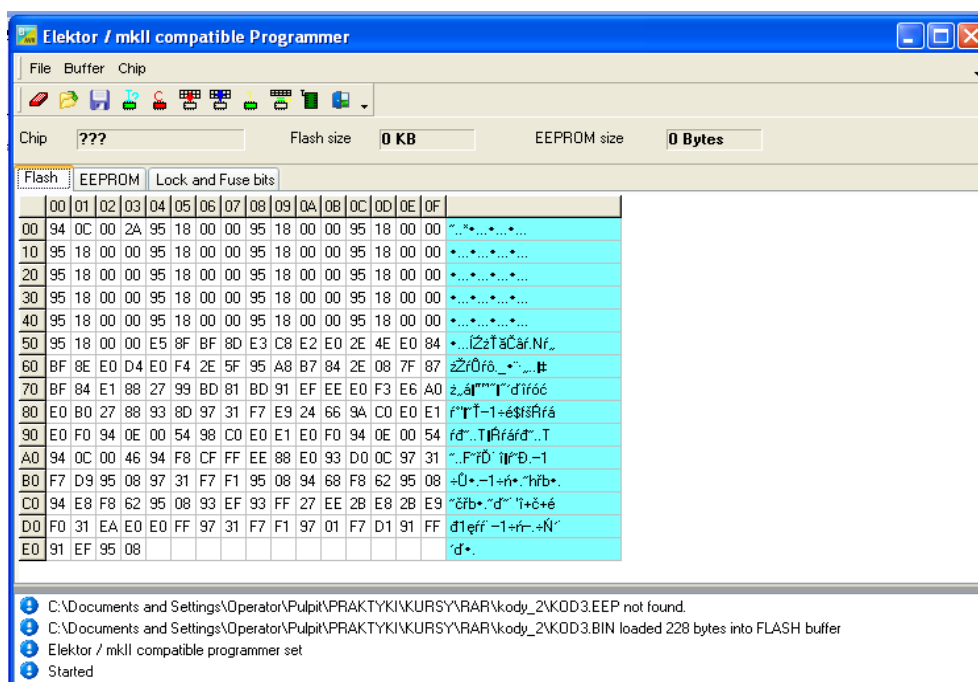 Elektor / mkII compatible Programmer
File Buffer Chip
Chip ??? Flash size 0 KB EEPROM size 0 Bytes
Flash EEPROM Lock and Fuse bits
00 01 02 03 04 05 06 07 08 09 0A 0B 0C 0D 0E 0F
00 94 0C 00 2A 95 18 00 00 95 18 00 00 95 18 00 00
10 95 18 00 00 95 18 00 00 95 18 00 00 95 18 00 00
20 95 18 00 00 95 18 00 00 95 18 00 00 95 18 00 00
30 95 18 00 00 95 18 00 00 95 18 00 00 95 18 00 00
40 95 18 00 00 95 18 00 00 95 18 00 00 95 18 00 00
50 95 18 00 00 E5 8F BF 8D E3 C8 E2 E0 2E 4E E0 84
60 BF 8E E0 D4 E0 F4 2E 5F 95 A8 B7 84 2E 08 7F 87
70 BF 84 E1 88 27 99 BD 81 BD 91 EF EE E0 F3 E6 A0
80 E0 B0 27 88 93 8D 97 31 F7 E9 24 66 9A C0 E0 E1
90 E0 F0 94 0E 00 54 98 C0 E0 E1 E0 F0 94 0E 00 54
A0 94 0C 00 46 94 F8 CF FF EE 88 E0 93 D0 0C 97 31
B0 F7 D9 95 08 97 31 F7 F1 95 08 94 68 F8 62 95 08
C0 94 E8 F8 62 95 08 93 EF 93 FF 27 EE 2B E8 2B E9
D0 F0 31 EA E0 E0 FF 97 31 F7 F1 97 01 F7 D1 91 FF
E0 91 EF 95 08
C:\Documents and Settings\Operator\Pulpit\PRAKTYKI\KURSY\RAR\kody_2\KOD3.EEP not found.
C:\Documents and Settings\Operator\Pulpit\PRAKTYKI\KURSY\RAR\kody_2\KOD3.BIN loaded 228 bytes into FLASH buffer
Elektor / mkII compatible programmer set
Started